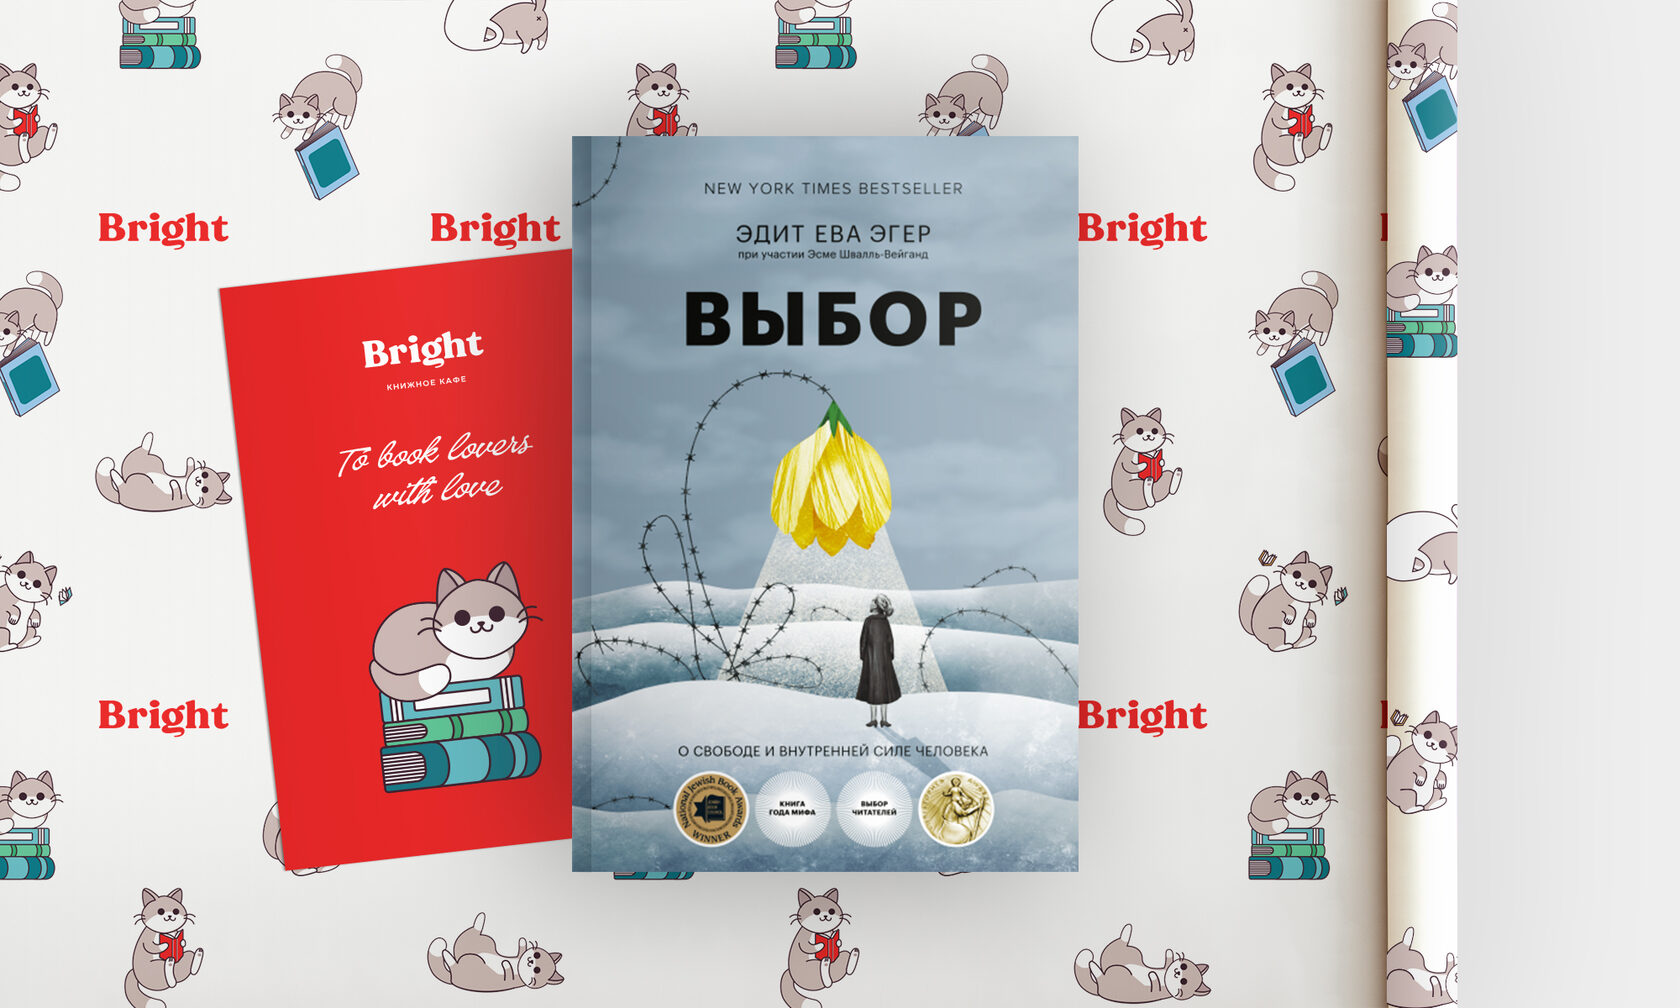 Bright
Bright
Bright
Bright
КНИЖНОЕ КАФЕ
To book lovers
with love
NEW YORK TIMES BESTSELLER
ЭДИТ ЕВА ЭГЕР
при участии Эсме Швалль-Вейганд
ВЫБОР
О СВОБОДЕ И ВНУТРЕННЕЙ СИЛЕ ЧЕЛОВЕКА
National Jewish Book Awards
WINNER
КНИГА
ГОДА МИФА
ВЫБОР
ЧИТАТЕЛЕЙ
Bright
Bright